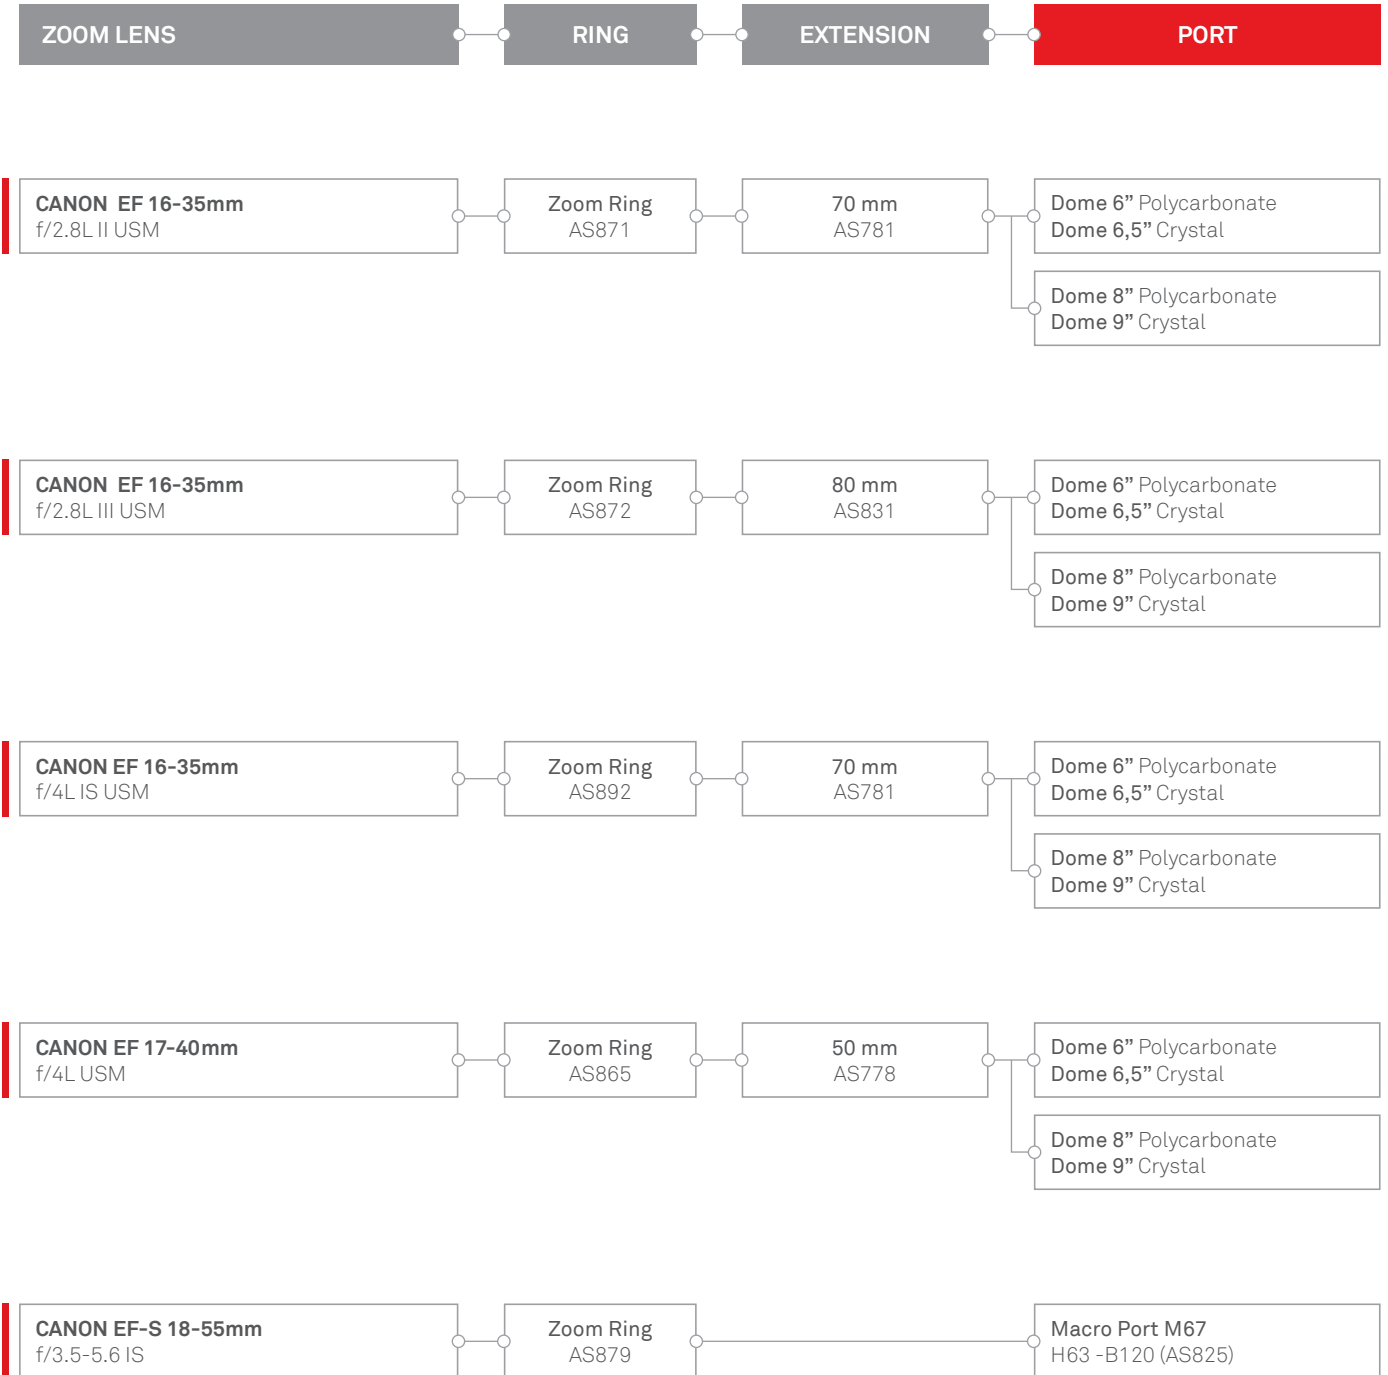 ZOOM LENS RING EXTENSION PORT
CANON EF 16-35mm
f/2.8L II USM
Zoom Ring
AS871
70 mm
AS781
Dome 6” Polycarbonate
Dome 6,5” Crystal
Dome 8” Polycarbonate
Dome 9” Crystal
CANON EF 16-35mm
f/2.8L III USM
Zoom Ring
AS872
80 mm
AS831
Dome 6” Polycarbonate
Dome 6,5” Crystal
Dome 8” Polycarbonate
Dome 9” Crystal
CANON EF 16-35mm
f/4L IS USM
Zoom Ring
AS892
70 mm
AS781
Dome 6” Polycarbonate
Dome 6,5” Crystal
Dome 8” Polycarbonate
Dome 9” Crystal
CANON EF 17-40mm
f/4L USM
Zoom Ring
AS865
50 mm
AS778
Dome 6” Polycarbonate
Dome 6,5” Crystal
Dome 8” Polycarbonate
Dome 9” Crystal
CANON EF-S 18-55mm
f/3.5-5.6 IS
Zoom Ring
AS879
Macro Port M67
H63 -B120 (AS825)